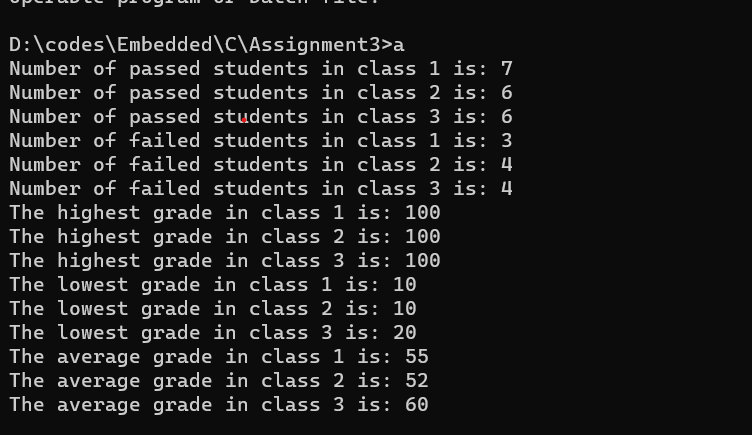 operable program or batch file.
D:\codes\Embedded\C\Assignment3>a
Number of passed students in class 1 is: 7
Number of passed students in class 2 is: 6
Number of passed students in class 3 is: 6
Number of failed students in class 1 is: 3
Number of failed students in class 2 is: 4
Number of failed students in class 3 is: 4
The highest grade in class 1 is: 100
The highest grade in class 2 is: 100
The highest grade in class 3 is: 100
The lowest grade in class 1 is: 10
The lowest grade in class 2 is: 10
The lowest grade in class 3 is: 20
The average grade in class 1 is: 55
The average grade in class 2 is: 52
The average grade in class 3 is: 60